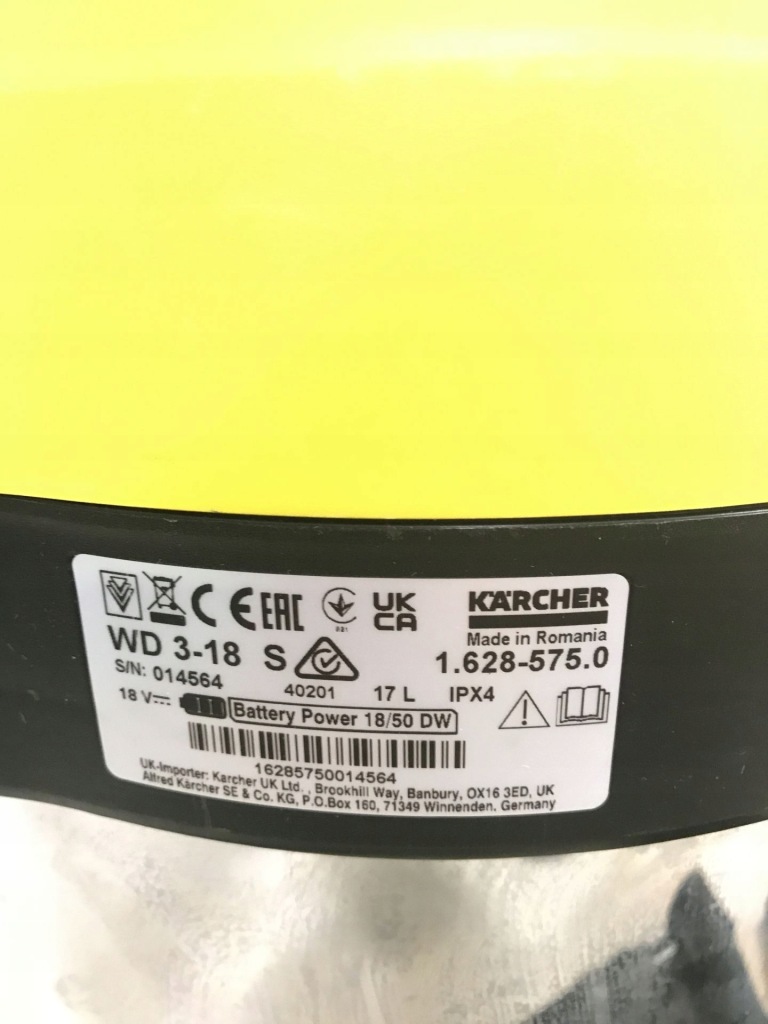 CE EAC UK CA KÄRCHER
021
Made in Romania
WD 3-18 S 1.628-575.0
S/N: 014564
40201 17 L IPX4
18 V Battery Power 18/50 DW
16285750014564
UK-Importer: Karcher UK Ltd. , Brookhill Way, Banbury, OX16 3ED, UK
Alfred Kärcher SE & Co. KG, P.O.Box 160, 71349 Winnenden. Germany